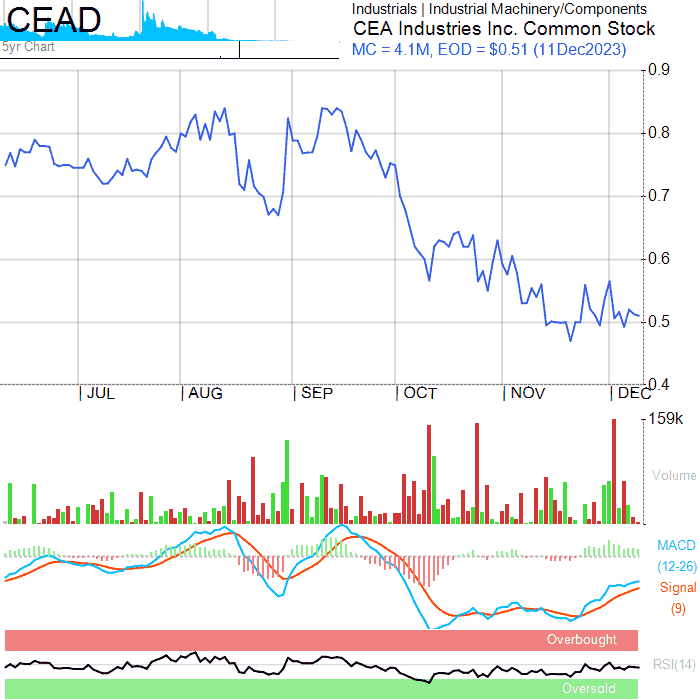 CEAD
Industrials | Industrial Machinery/Components
CEA Industries Inc. Common Stock
5yr Chart
MC = 4.1M, EOD = $0.51 (11Dec2023)
0.9
0.8
0.7
0.6
0.5
0.4
| JUL | AUG | SEP | OCT | NOV | DEC
159k
Volume
MACD
(12-26)
Signal
(9)
Overbought
RSI(14)
Oversold